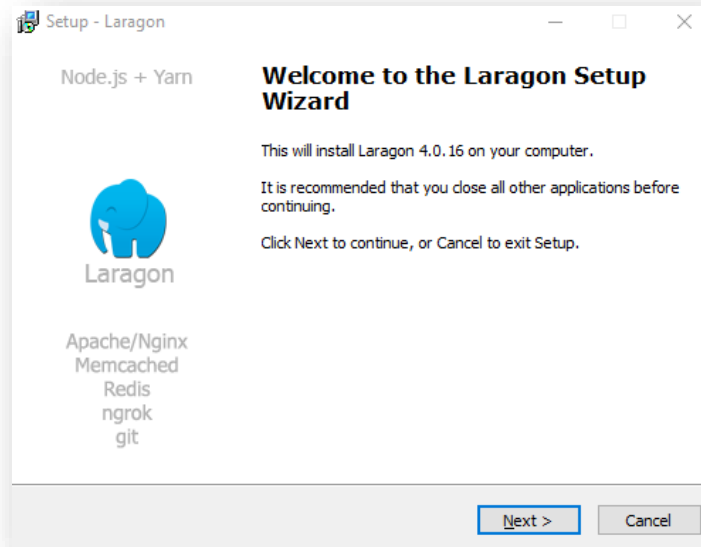 Setup - Laragon
Node.js + Yarn
Laragon
Apache/Nginx
Memcached
Redis
ngrok
git
Welcome to the Laragon Setup
Wizard
This will install Laragon 4.0.16 on your computer.
It is recommended that you close all other applications before
continuing.
Click Next to continue, or Cancel to exit Setup.
Next >
Cancel